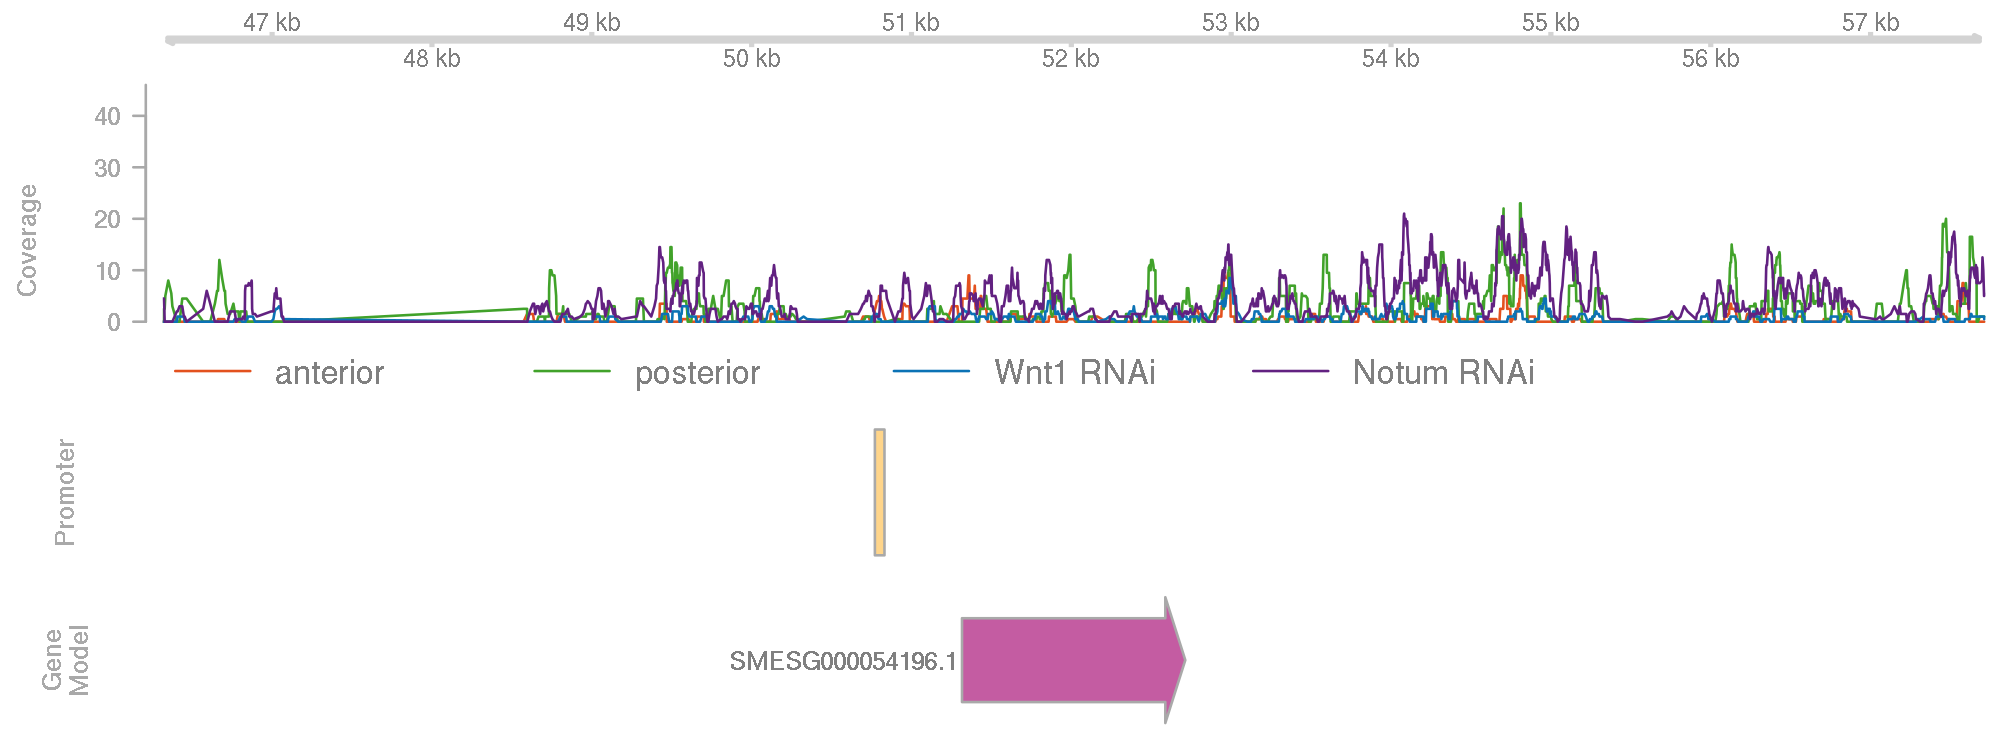 47 kb 49 kb 51 kb 53 kb 55 kb 57 kb
48 kb 50 kb 52 kb 54 kb 56 kb
Coverage
40
30
20
10
0
anterior posterior Wnt1 RNAi Notum RNAi
Promoter
0
Gene
Model
SMESG000054196.1